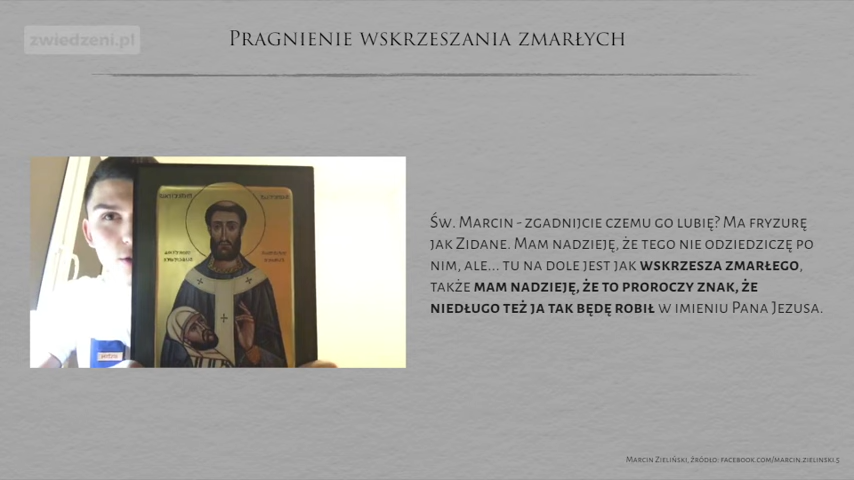 zwiedzeni.pl
Pragnienie wskrzeszania zmarłych
Św. Marcin - zgadnijcie czemu go lubię? Ma fryzurę
jak Zidane. Mam nadzieję, że tego nie odziedziczę po
nim, ale... tu na dole jest jak wskrzesza zmarłego,
także mam nadzieję, że to proroczy znak, że
niedługo też ja tak będę robił w imieniu Pana Jezusa.
Marcin Zieliński, źródło: facebook.com/marcin.zielinski.5